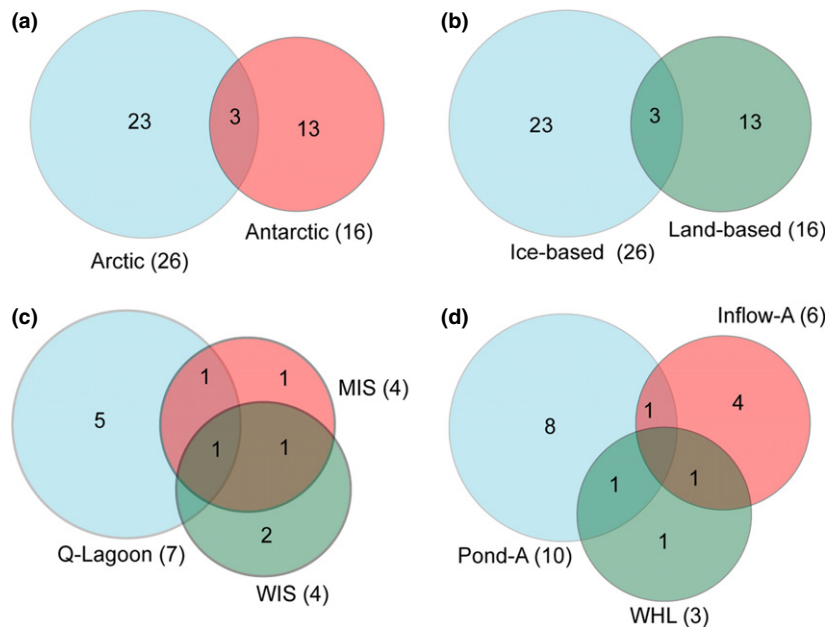 (a)
23
3
13
Arctic (26)
Antarctic (16)
(b)
23
3
13
Ice-based (26)
Land-based (16)
(c)
5
1
1
MIS (4)
1
1
2
Q-Lagoon (7)
WIS (4)
(d)
Inflow-A (6)
8
1
4
1
1
1
Pond-A (10)
WHL (3)